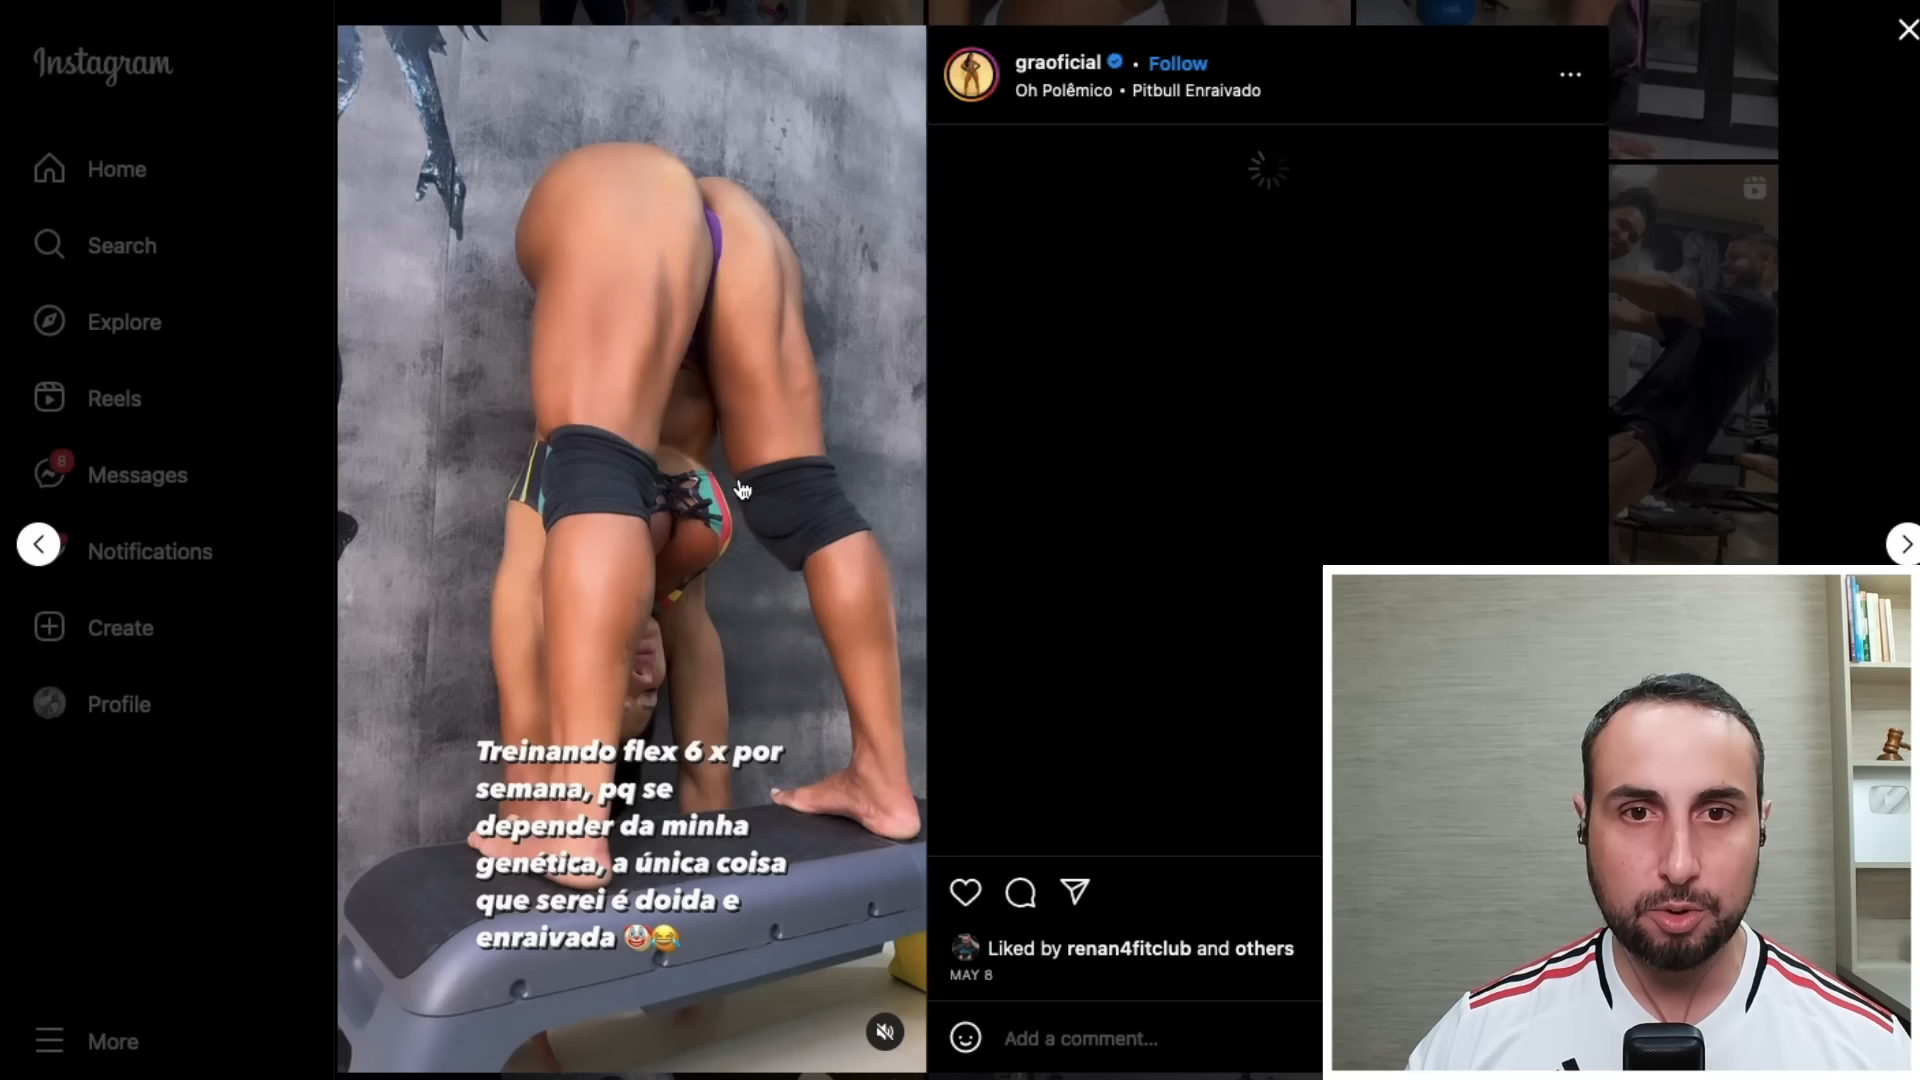 Instagram
Home
Search
Explore
Reels
8
Messages
Notifications
Create
Profile
More
graoficial • Follow
Oh Polêmico • Pitbull Enraivado
Treinando flex 6 x por
semana, pq se
depender da minha
genética, a única coisa
que serei é doida e
enraivada 🤡😂
Liked by renan4fitclub and others
MAY 8
Add a comment...